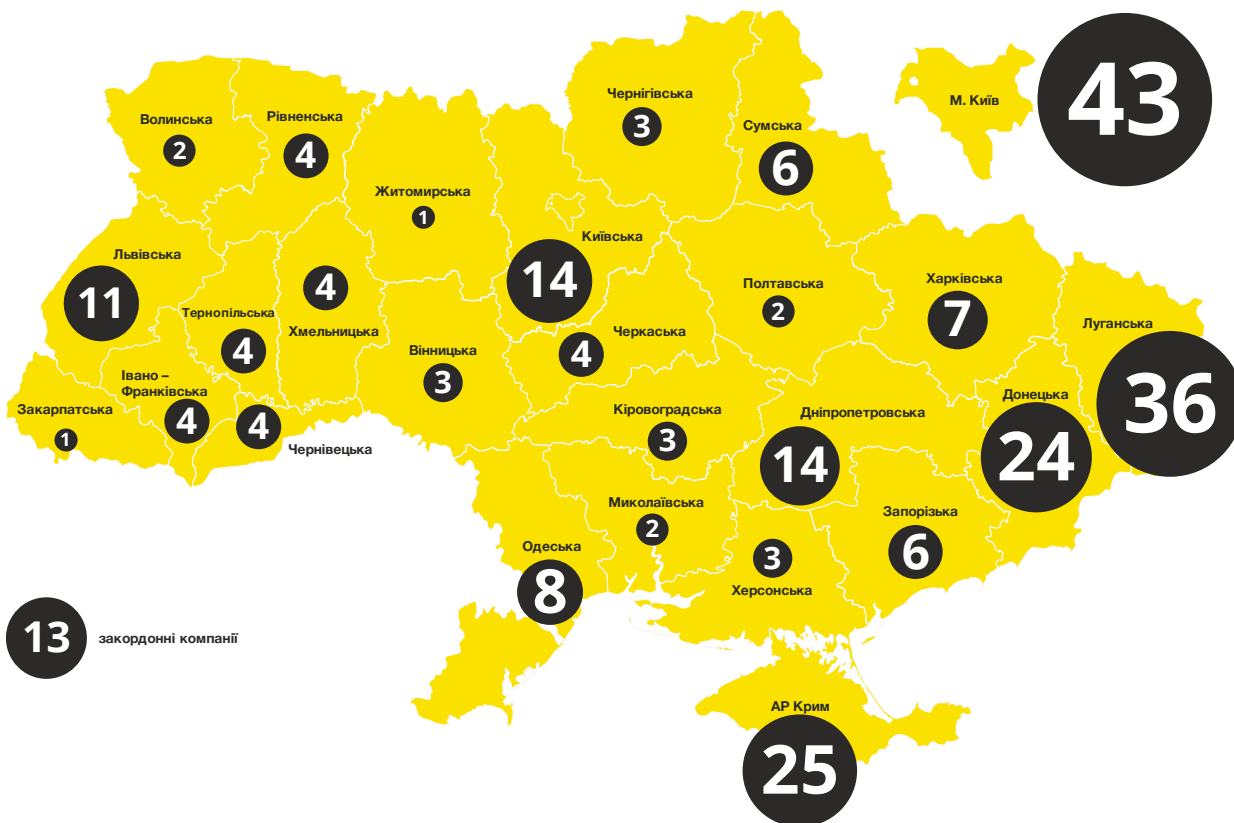 Волинська
2
Рівненська
4
Житомирська
1
Чернігівська
3
Сумська
6
М. Київ
43
Львівська
11
Тернопільська
4
4
Хмельницька
Київська
14
Черкаська
4
Вінницька
3
Полтавська
2
Харківська
7
Луганська
36
Закарпатська
1
Івано –
Франківська
4
4
Чернівецька
Кіровоградська
3
Дніпропетровська
14
Донецька
24
Одеська
8
Миколаївська
2
3
Херсонська
Запорізька
6
13
закордонні компанії
АР Крим
25